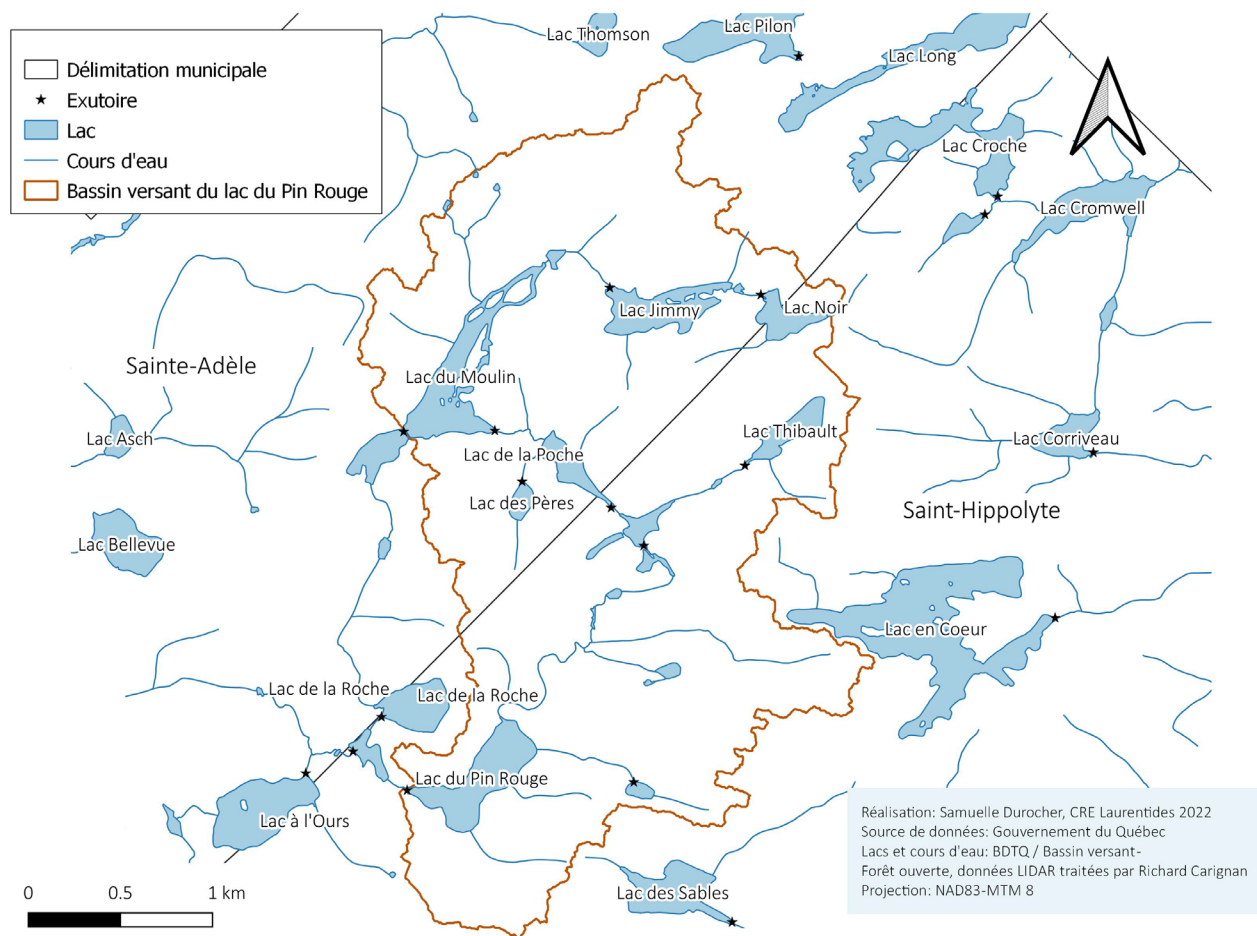 Délimitation municipale
Exutoire
Lac
Cours d'eau
Bassin versant du lac du Pin Rouge
Lac Thomson
Lac Pilon
Lac Long
Lac Croche
Lac Cromwell
Lac Jimmy
Lac Noir
Sainte-Adèle
Lac du Moulin
Lac Asch
Lac Thibault
Lac Corriveau
Lac de la Poche
Lac des Pères
Saint-Hippolyte
Lac Bellevue
Lac en Coeur
Lac de la Roche
Lac de la Roche
Lac du Pin Rouge
Lac à l'Ours
Lac des Sables
0 0.5 1 km
Réalisation: Samuelle Durocher, CRE Laurentides 2022
Source de données: Gouvernement du Québec
Lacs et cours d'eau: BDTQ / Bassin versant-
Forêt ouverte, données LIDAR traitées par Richard Carignan
Projection: NAD83-MTM 8